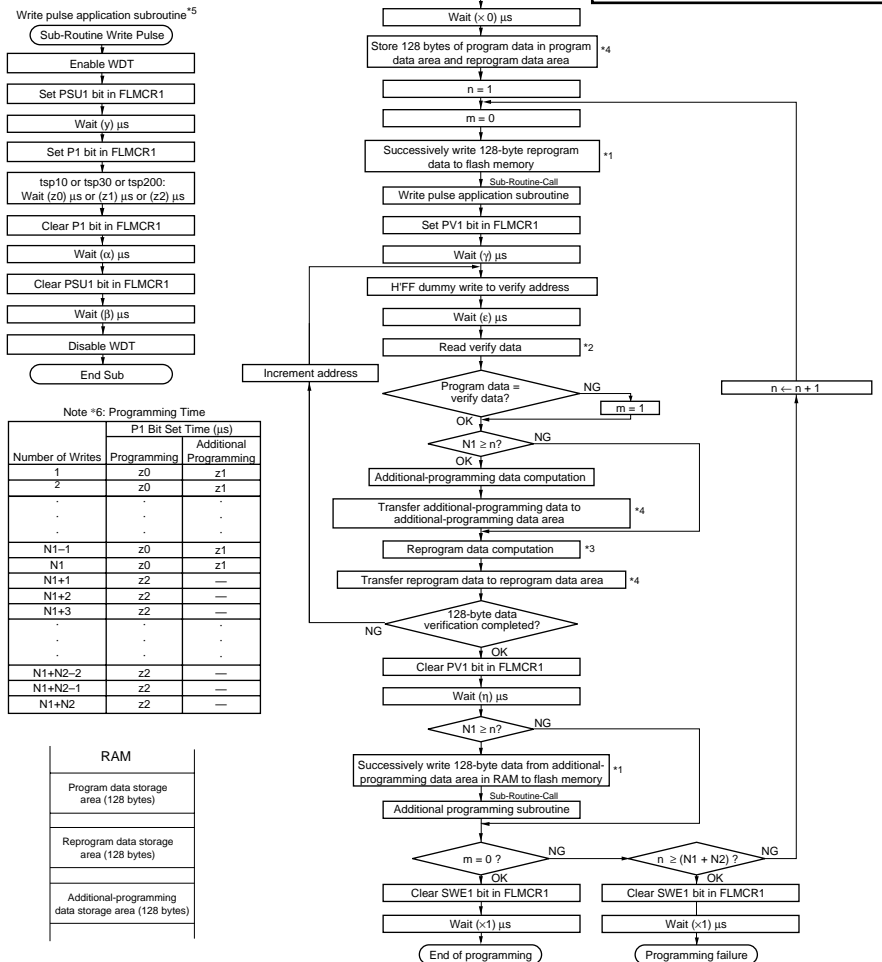 Write pulse application subroutine*5
Sub-Routine Write Pulse
Enable WDT
Set PSU1 bit in FLMCR1
Wait (y) µs
Set P1 bit in FLMCR1
tsp10 or tsp30 or tsp200:
Wait (z0) µs or (z1) µs or (z2) µs
Clear P1 bit in FLMCR1
Wait (α) µs
Clear PSU1 bit in FLMCR1
Wait (β) µs
Disable WDT
End Sub
Note *6: Programming Time
P1 Bit Set Time (µs)
Number of Writes Programming Additional Programming
1 z0 z1
2 z0 z1
. . .
. . .
. . .
N1–1 z0 z1
N1 z0 z1
N1+1 z2 —
N1+2 z2 —
N1+3 z2 —
. . .
. . .
. . .
N1+N2–2 z2 —
N1+N2–1 z2 —
N1+N2 z2 —
RAM
Program data storage
area (128 bytes)
Reprogram data storage
area (128 bytes)
Additional-programming
data storage area (128 bytes)
Wait (× 0) µs
Store 128 bytes of program data in program
data area and reprogram data area
*4
n = 1
m = 0
Successively write 128-byte reprogram
data to flash memory
*1
Sub-Routine-Call
Write pulse application subroutine
Set PV1 bit in FLMCR1
Wait (γ) µs
H'FF dummy write to verify address
Wait (ε) µs
Read verify data
*2
Increment address
Program data =
verify data?
NG
m = 1
OK
n ← n + 1
N1 ≥ n?
NG
OK
Additional-programming data computation
Transfer additional-programming data to
additional-programming data area
*4
Reprogram data computation
*3
Transfer reprogram data to reprogram data area
*4
128-byte data
verification completed?
NG
OK
Clear PV1 bit in FLMCR1
Wait (η) µs
N1 ≥ n?
NG
OK
Successively write 128-byte data from additional-
programming data area in RAM to flash memory
*1
Sub-Routine-Call
Additional programming subroutine
m = 0 ?
NG
OK
n ≥ (N1 + N2) ?
NG
OK
Clear SWE1 bit in FLMCR1
Clear SWE1 bit in FLMCR1
Wait (×1) µs
Wait (×1) µs
End of programming
Programming failure